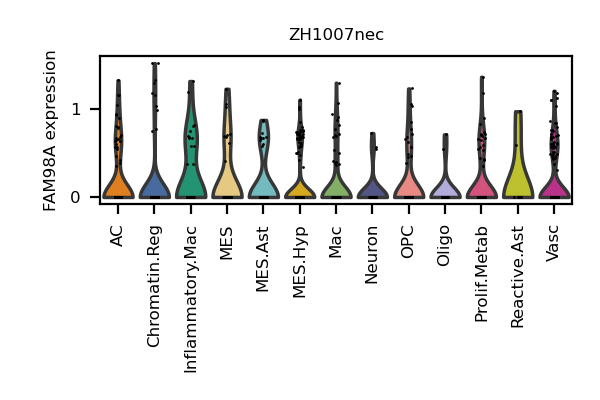 ZH1007nec
FAM98A expression
1
0
AC
Chromatin.Reg
Inflammatory.Mac
MES
MES.Ast
MES.Hyp
Mac
Neuron
OPC
Oligo
Prolif.Metab
Reactive.Ast
Vasc